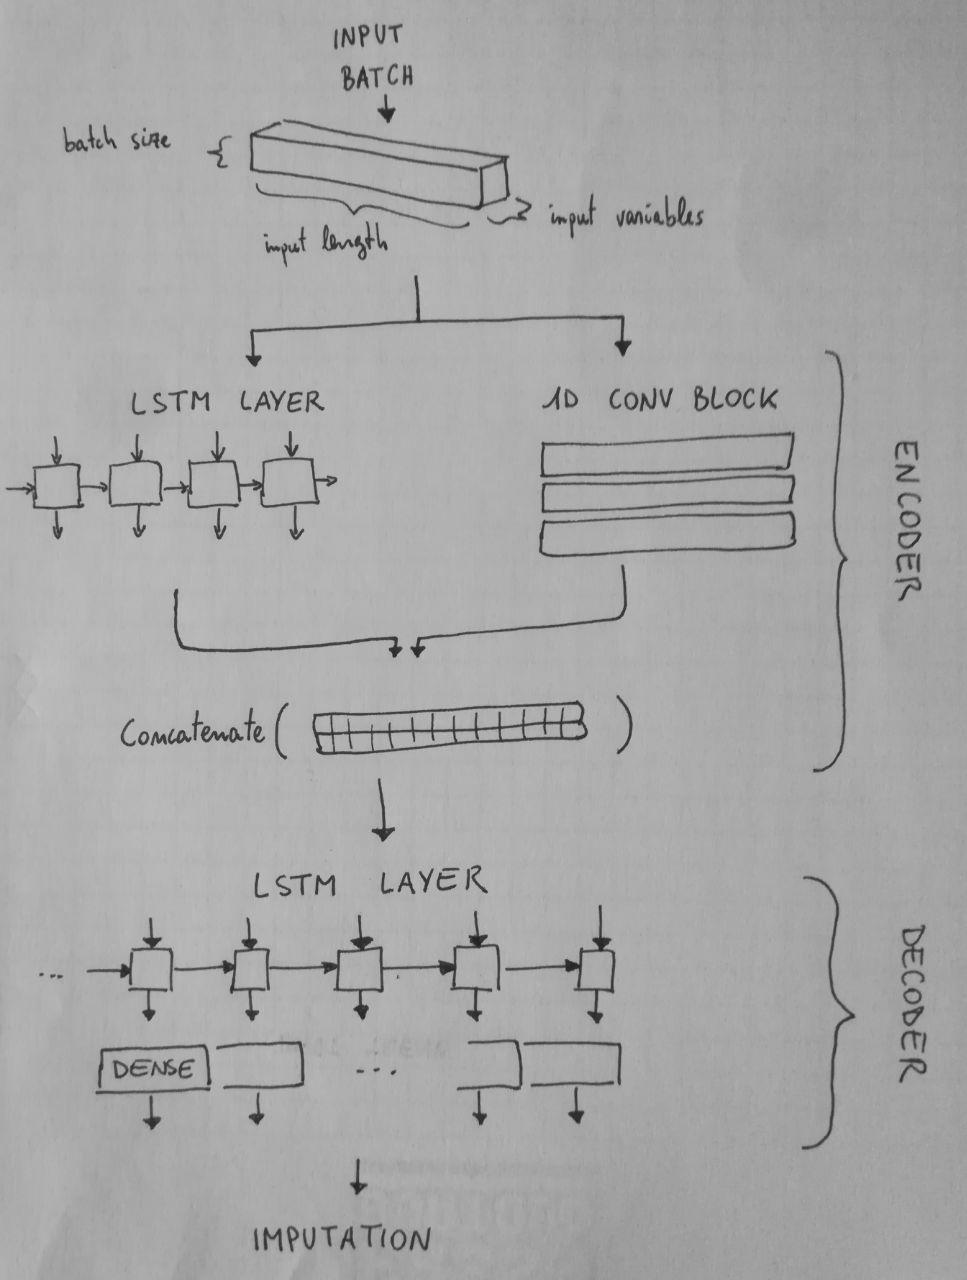 INPUT
BATCH
batch size
input variables
input length
LSTM LAYER
1D CONV BLOCK
ENCODER
Concatenate ( )
LSTM LAYER
...
DENSE
...
DECODER
IMPUTATION